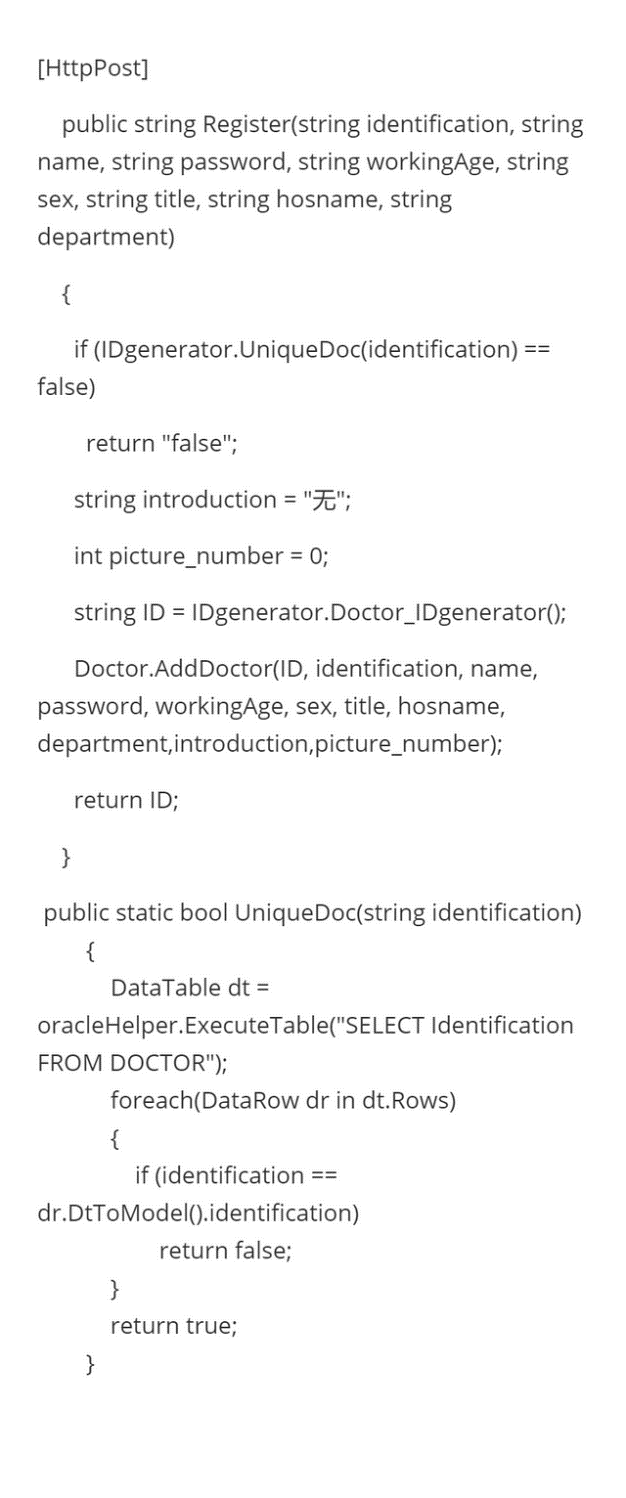 [HttpPost]
public string Register(string identification, string
name, string password, string workingAge, string
sex, string title, string hosname, string
department)
{
if (IDgenerator.UniqueDoc(identification) ==
false)
return "false";
string introduction = "无";
int picture_number = 0;
string ID = IDgenerator.Doctor_IDgenerator();
Doctor.AddDoctor(ID, identification, name,
password, workingAge, sex, title, hosname,
department,introduction,picture_number);
return ID;
}
public static bool UniqueDoc(string identification)
{
DataTable dt =
oracleHelper.ExecuteTable("SELECT Identification
FROM DOCTOR");
foreach(DataRow dr in dt.Rows)
{
if (identification ==
dr.DtToModel().identification)
return false;
}
return true;
}